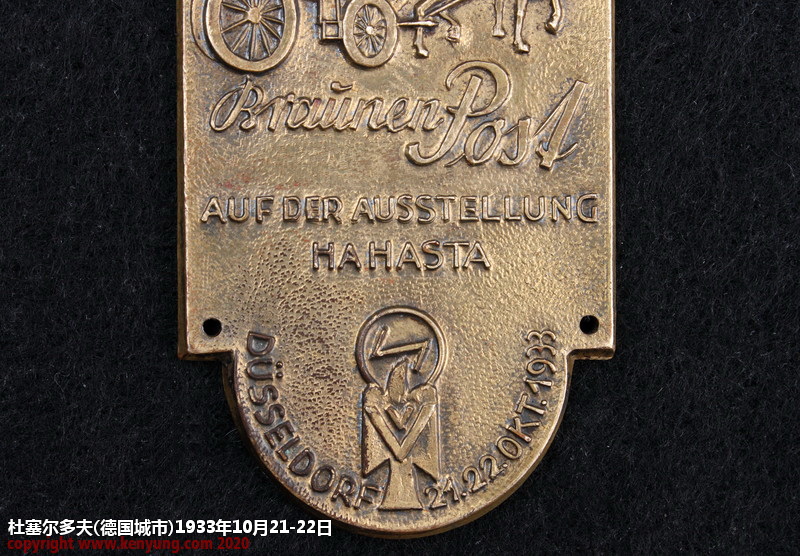 Braunen Post
AUF DER AUSSTELLUNG
HAHASTA
DÜSSELDORF 21.22.OKT.1933
杜塞尔多夫(德国城市)1933年10月21-22日
copyright www.kenyung.com 2020